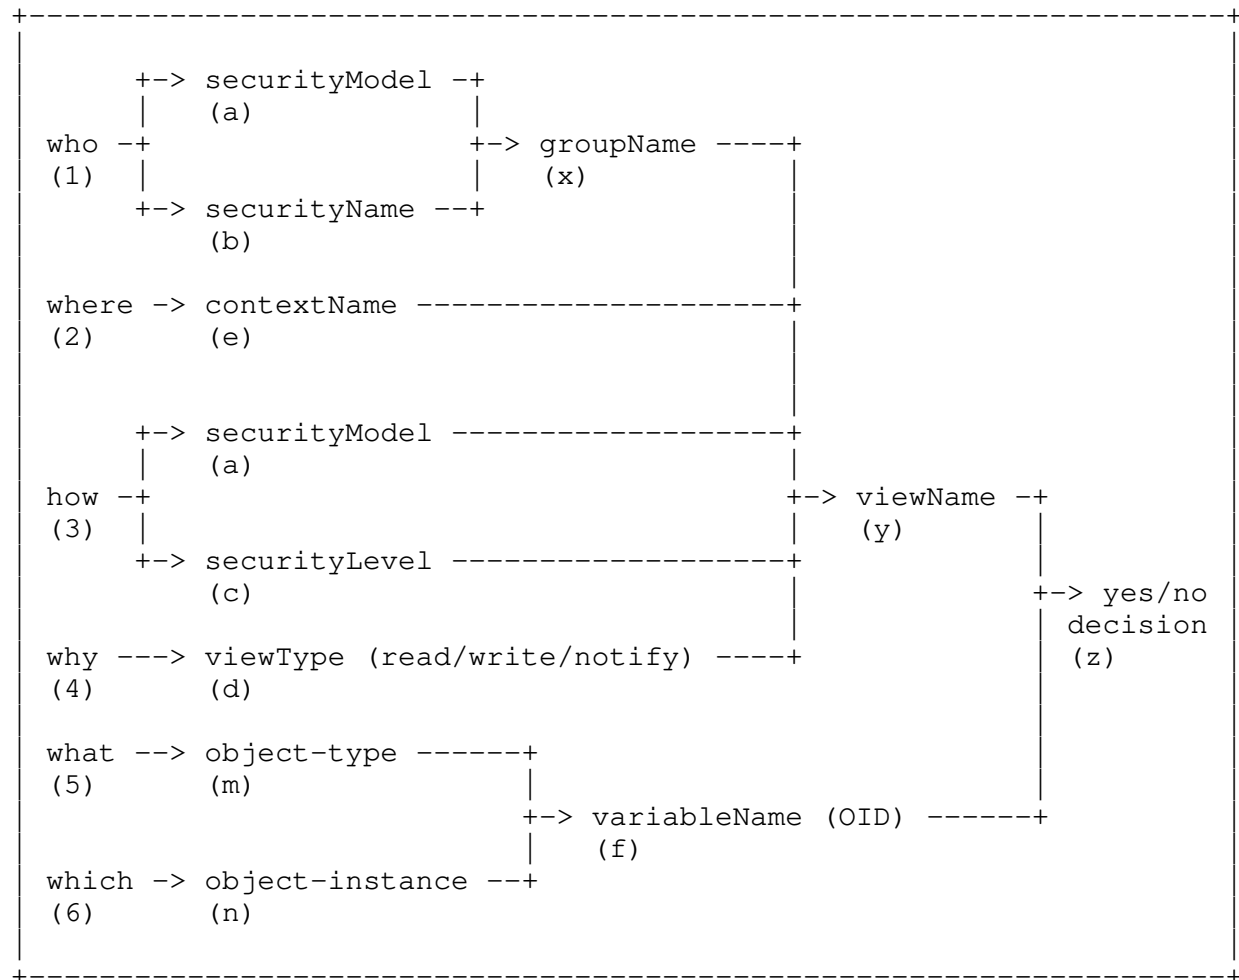 +-> securityModel -+
(a)
who -+ +-> groupName ----+
(1) (x)
+-> securityName --+
(b)
where -> contextName ---------------------+
(2) (e)
+-> securityModel -------------------+
(a)
how -+ +-> viewName -+
(3) (y)
+-> securityLevel -------------------+
(c) +-> yes/no
decision
why ---> viewType (read/write/notify) ----+ (z)
(4) (d)
what --> object-type ------+
(5) (m)
+-> variableName (OID) ------+
(f)
which -> object-instance --+
(6) (n)